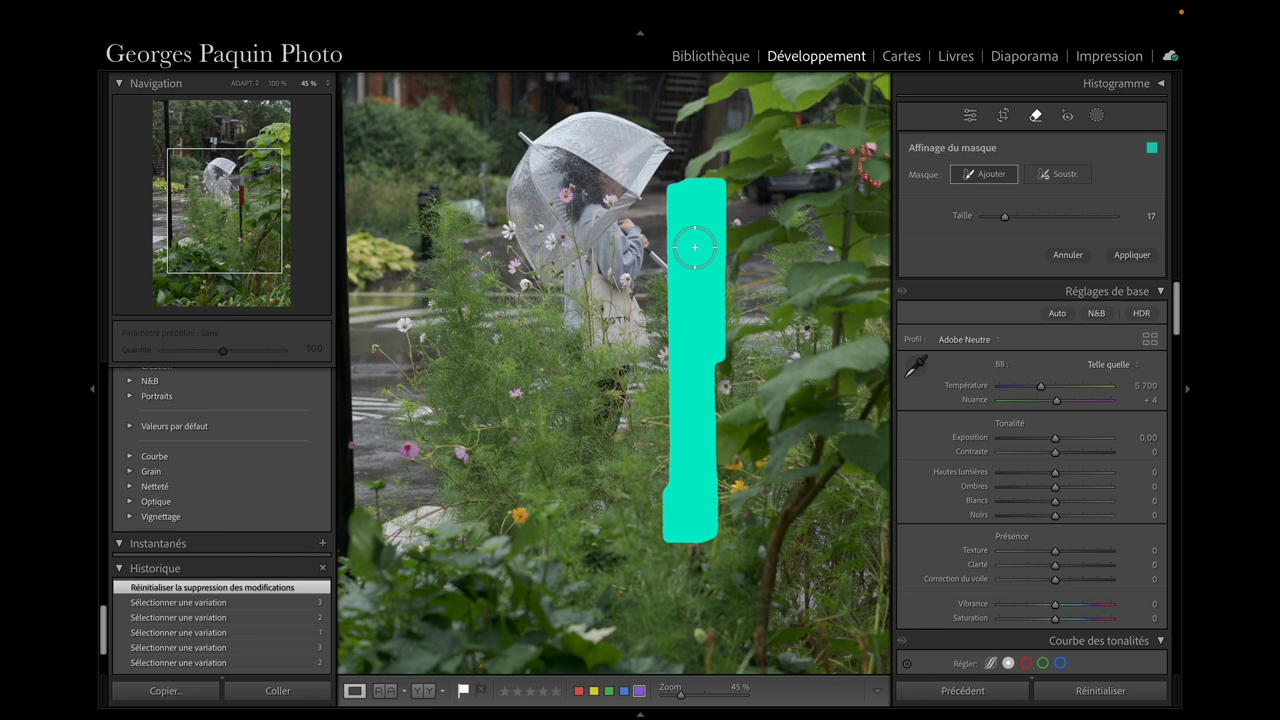 Georges Paquin Photo
Bibliothèque | Développement | Cartes | Livres | Diaporama | Impression |
Navigation ADAPT. 100 % 45 %
Histogramme
Affinage du masque
Masque : Ajouter Soustr.
Taille 17
Annuler Appliquer
Réglages de base
Auto N&B HDR
Profil : Adobe Neutre
BB : Telle quelle
Température 5 700
Nuance + 4
Tonalité
Exposition 0,00
Contraste 0
Hautes lumières 0
Ombres 0
Blancs 0
Noirs 0
Présence
Texture 0
Clarté 0
Correction du voile 0
Vibrance 0
Saturation 0
Courbe des tonalités
Régler :
Précédent Réinitialiser
Paramètre prédéfini : Sans
Quantité 100
N&B
Portraits
Valeurs par défaut
Courbe
Grain
Netteté
Optique
Vignettage
Instantanés
Historique
Réinitialiser la suppression des modifications
Sélectionner une variation 3
Sélectionner une variation 2
Sélectionner une variation 1
Sélectionner une variation 3
Sélectionner une variation 2
Copier... Coller
R A Y Y Zoom 45 %